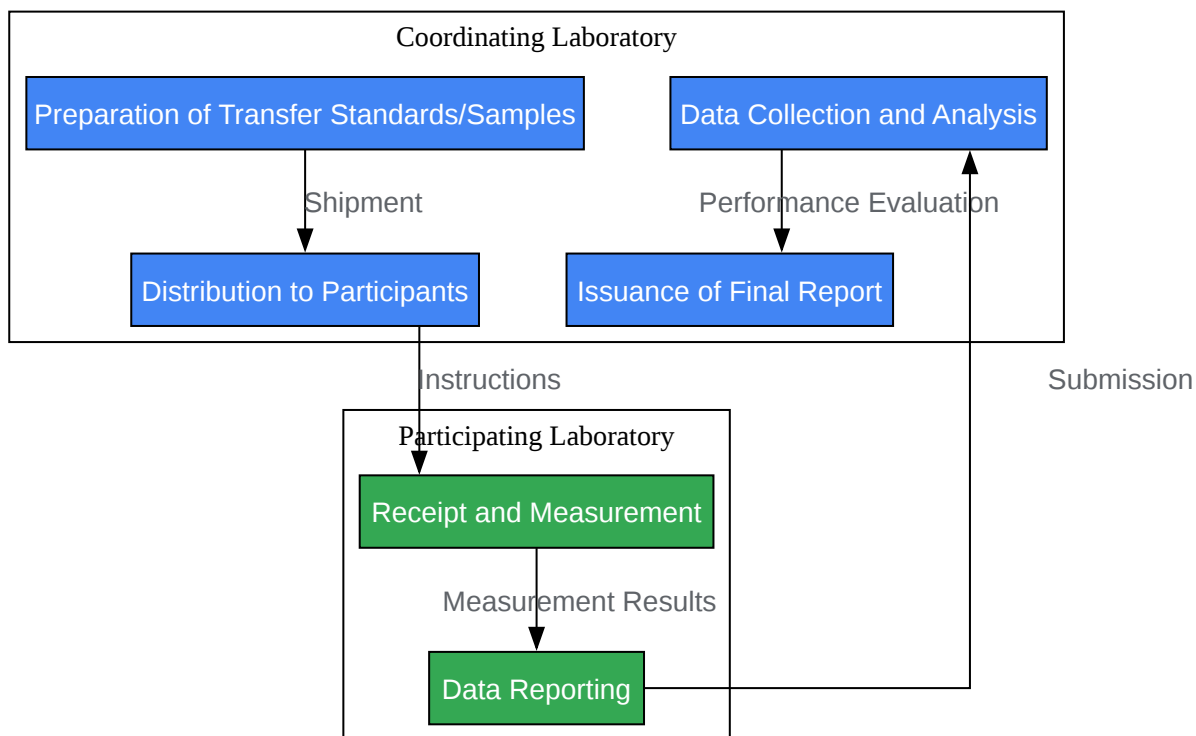 Coordinating Laboratory
Preparation of Transfer Standards/Samples
Data Collection and Analysis
Shipment
Performance Evaluation
Distribution to Participants
Issuance of Final Report
Instructions
Submission
Participating Laboratory
Receipt and Measurement
Measurement Results
Data Reporting